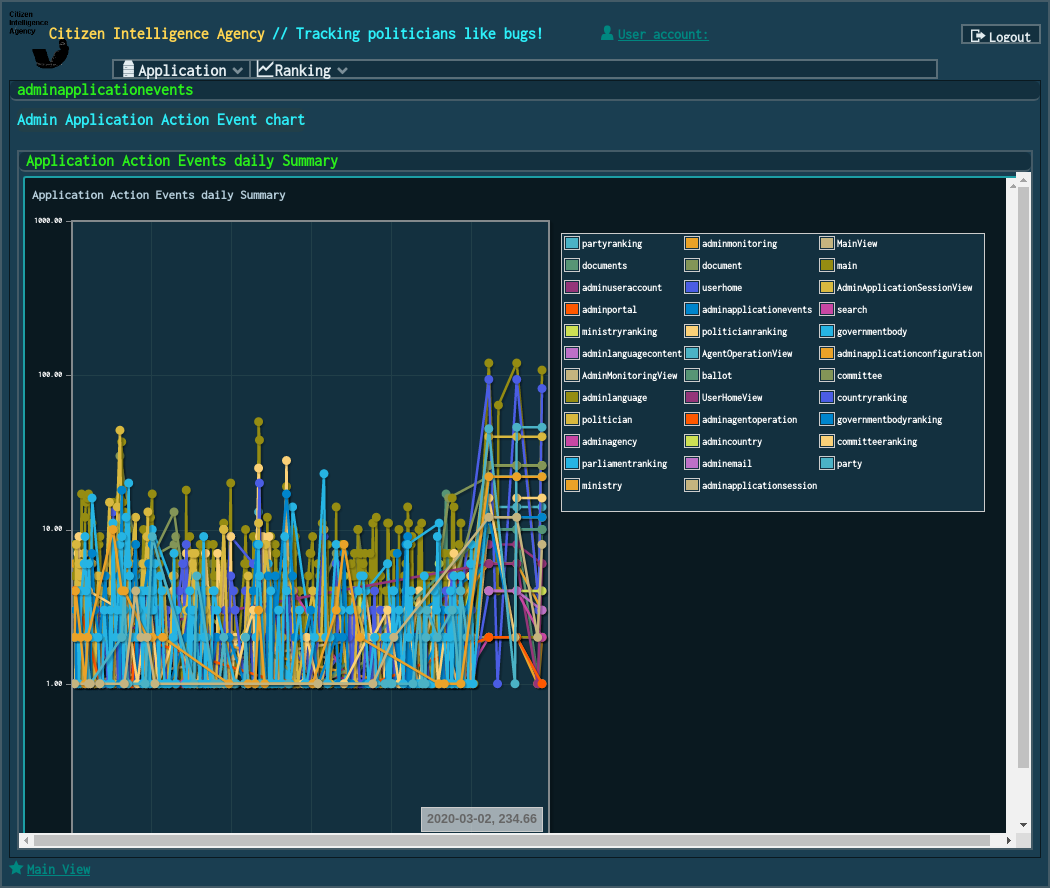 Citizen
Intelligence
Agency
Citizen Intelligence Agency // Tracking politicians like bugs!
User account:
Logout
Application
Ranking
adminapplicationevents
Admin Application Action Event chart
Application Action Events daily Summary
Application Action Events daily Summary
1000.00
100.00
10.00
1.00
partyranking adminmonitoring MainView
documents document main
adminuseraccount userhome AdminApplicationSessionView
adminportal adminapplicationevents search
ministryranking politicianranking governmentbody
adminlanguagecontent AgentOperationView adminapplicationconfiguration
AdminMonitoringView ballot committee
adminlanguage UserHomeView countryranking
politician adminagentoperation governmentbodyranking
adminagency admincountry committeeranking
parliamentranking adminemail party
ministry adminapplicationsession
2020-03-02, 234.66
Main View